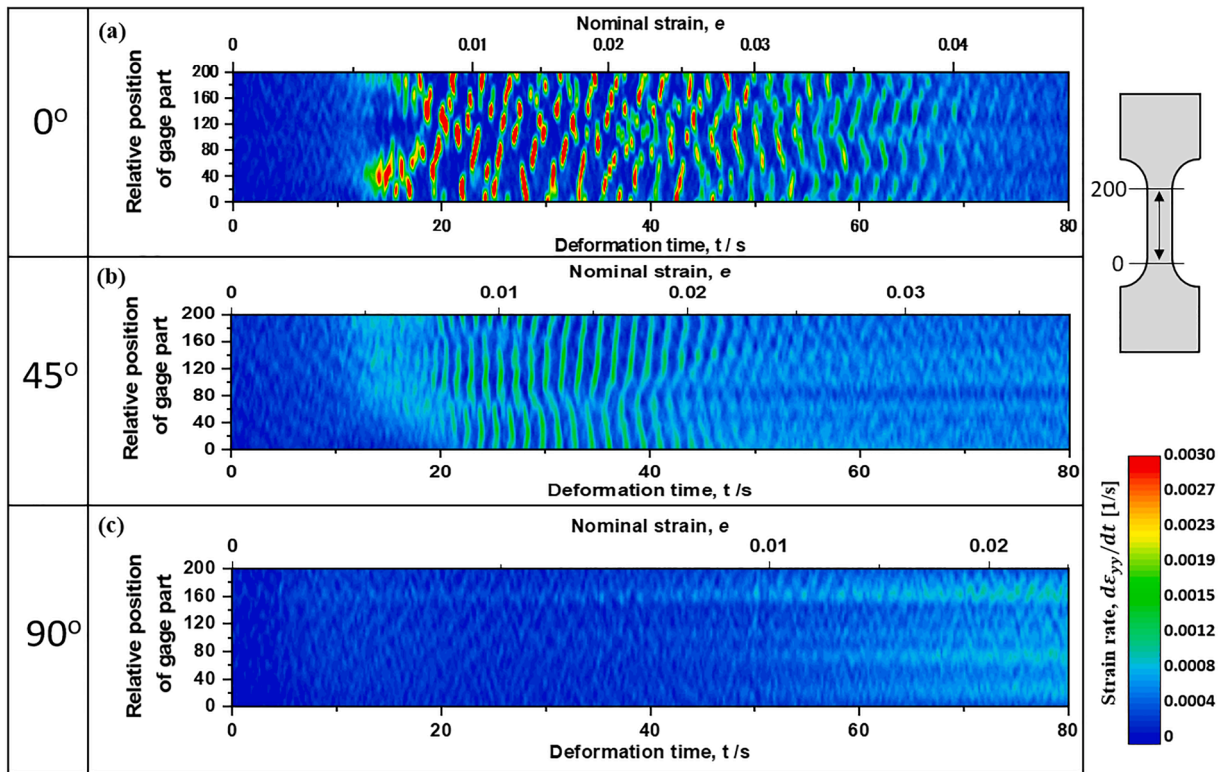 0º
(a)
Nominal strain, e
0 0.01 0.02 0.03 0.04
Relative position
of gage part
200
160
120
80
40
0
0 20 40 60 80
Deformation time, t / s
45º
(b)
Nominal strain, e
0 0.01 0.02 0.03
Relative position
of gage part
200
160
120
80
40
0
0 20 40 60 80
Deformation time, t /s
90º
(c)
Nominal strain, e
0 0.01 0.02
Relative position
of gage part
200
160
120
80
40
0
0 20 40 60 80
Deformation time, t /s
200
0
Strain rate, dε_yy/dt [1/s]
0.0030
0.0027
0.0023
0.0019
0.0015
0.0012
0.0008
0.0004
0